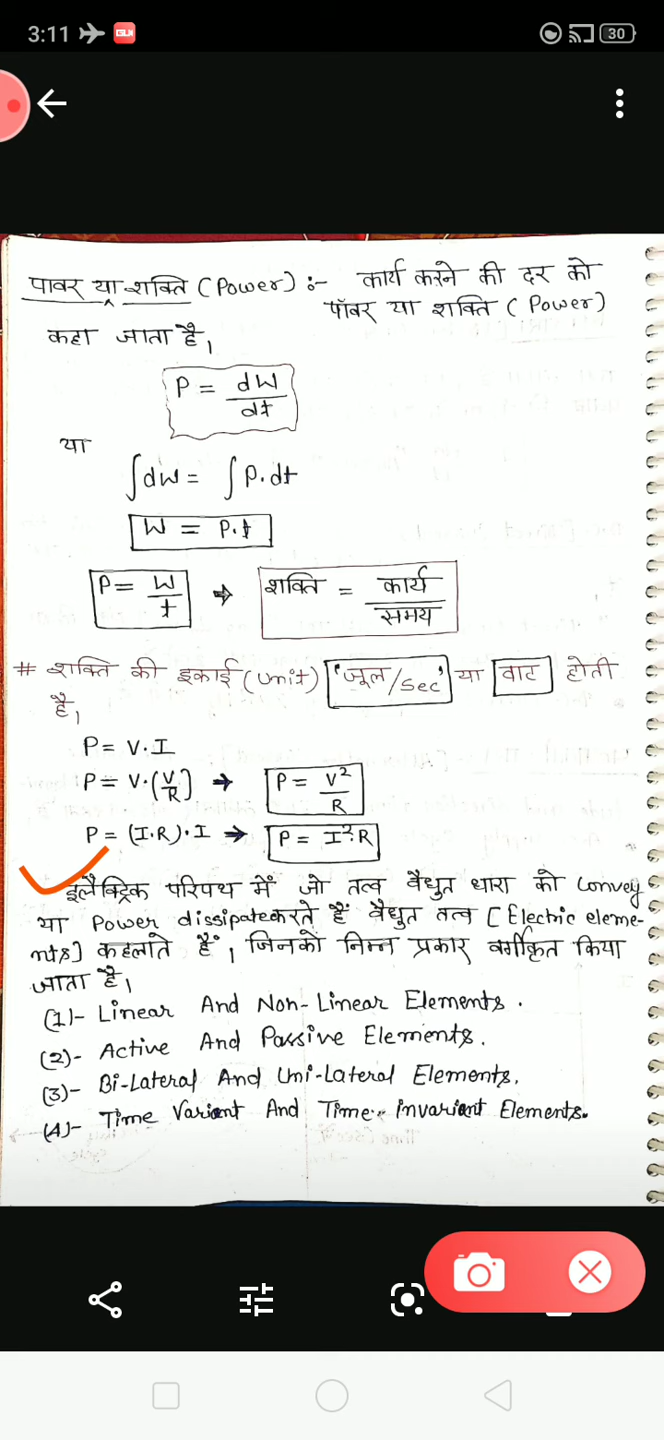 3:11
30
पावर या शक्ति (Power) :- कार्य करने की दर को
पॉवर या शक्ति ( Power)
कहा जाता है,
P = dW/dt
या
∫dw = ∫P.dt
W = P.t
P = W/t → शक्ति = कार्य/समय
# शक्ति की इकाई (Unit) 'जूल/sec' या वाट होती
है,
P = V.I
P = V.(V/R) → P = V²/R
P = (I.R).I → P = I².R
इलैक्ट्रिक परिपथ में जो तत्व वैधुत धारा को Convey
या Power dissipate करते हैं वैधुत तत्व [Electric eleme-
nts] कहलाते हैं, जिनको निम्न प्रकार वर्गीकृत किया
जाता है,
(1)- Linear And Non-Linear Elements.
(2)- Active And Passive Elements.
(3)- Bi-Lateral And Uni-Lateral Elements.
(4)- Time Variant And Time-Invariant Elements.